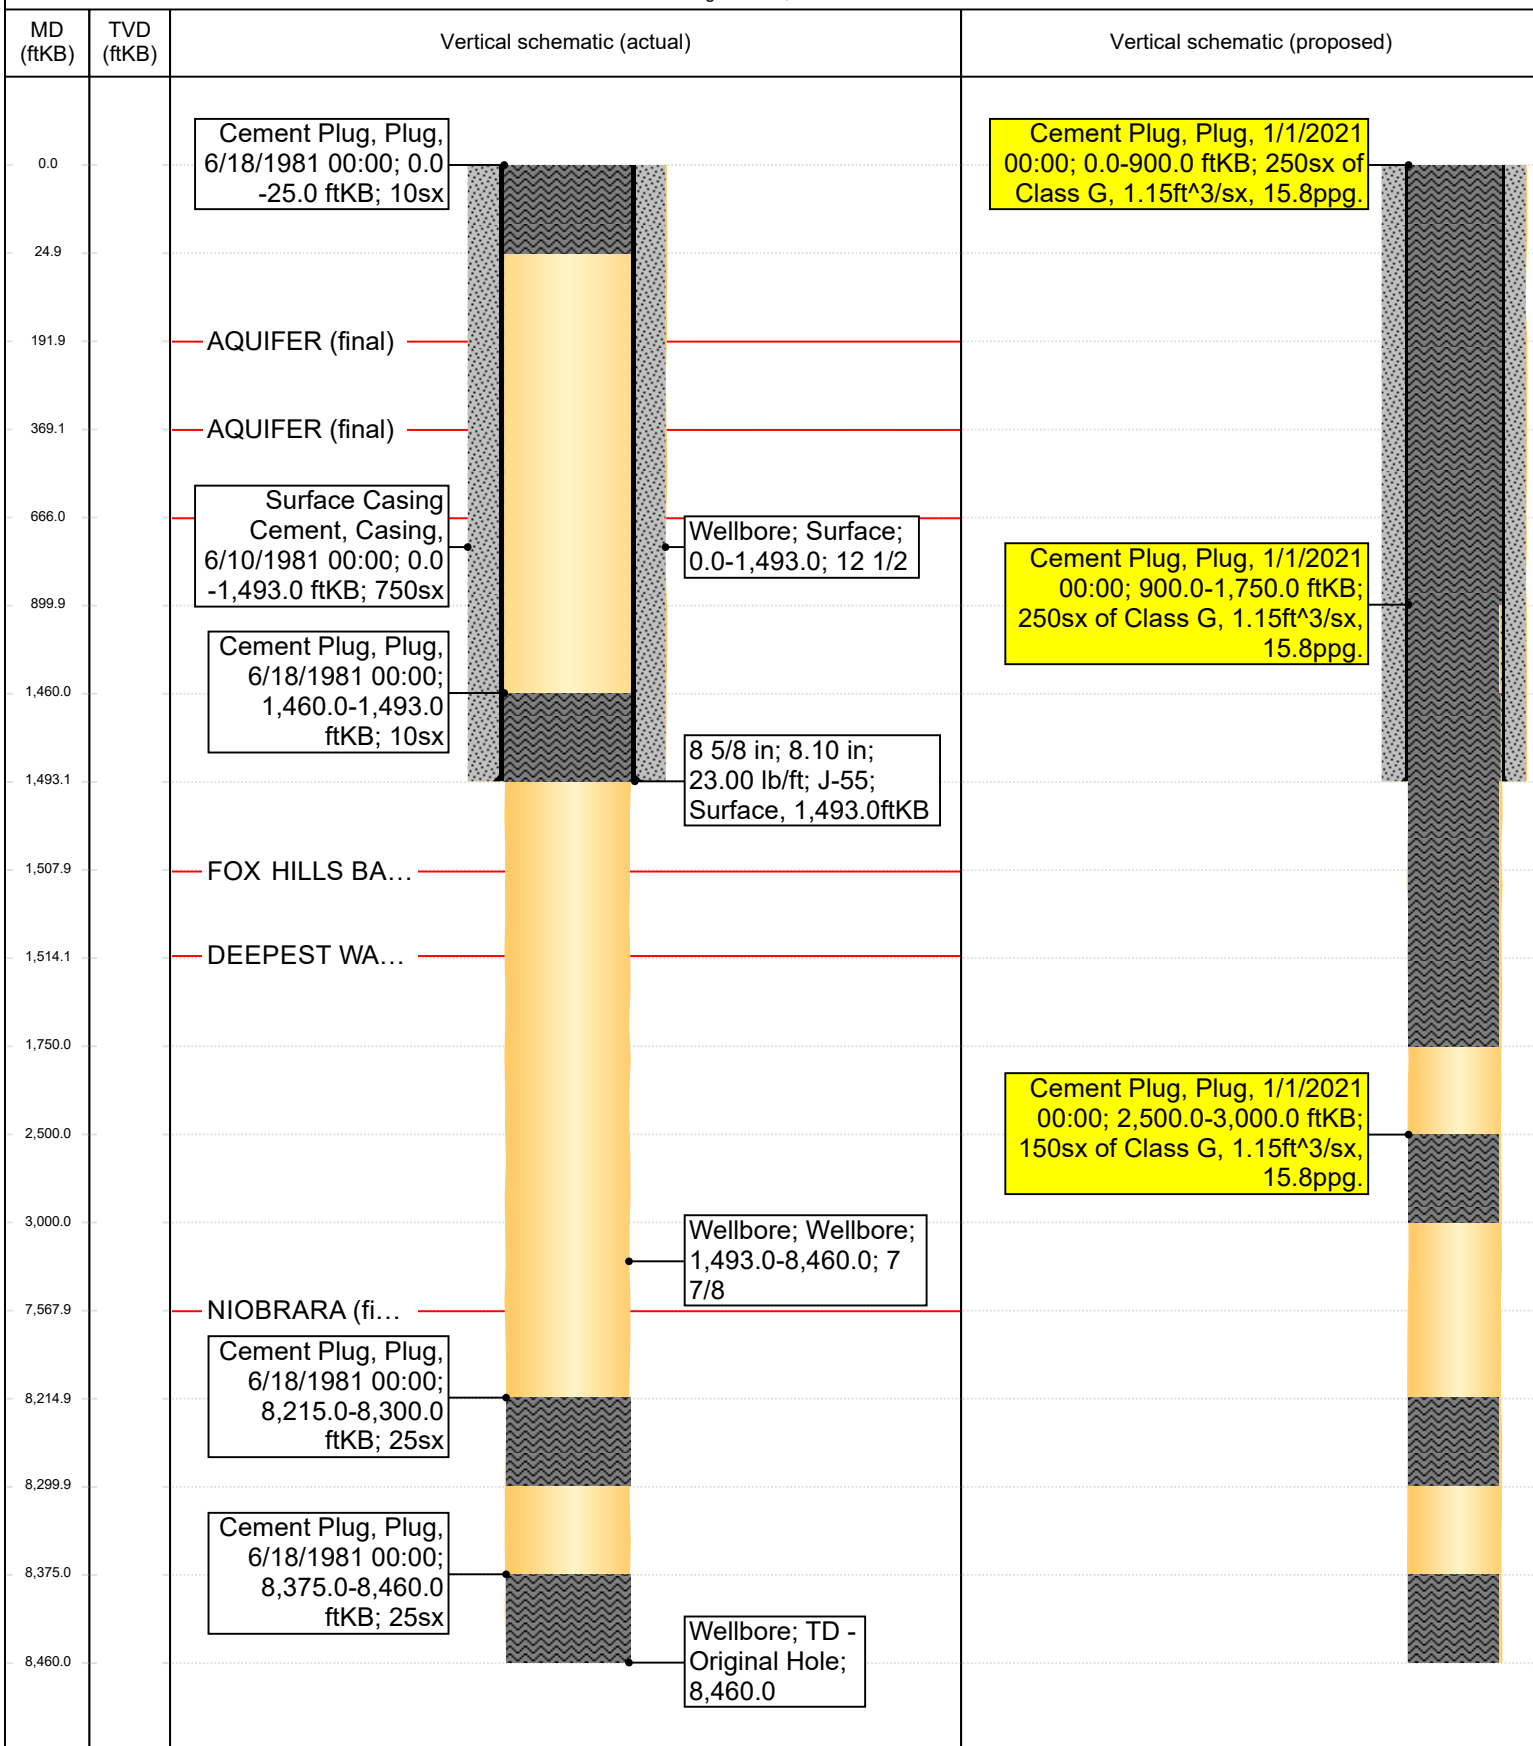 MD
(ftKB)
TVD
(ftKB)
Vertical schematic (actual)
Vertical schematic (proposed)
0.0
24.9
191.9
369.1
666.0
899.9
1,460.0
1,493.1
1,507.9
1,514.1
1,750.0
2,500.0
3,000.0
7,567.9
8,214.9
8,299.9
8,375.0
8,460.0
Cement Plug, Plug,
6/18/1981 00:00; 0.0
-25.0 ftKB; 10sx
AQUIFER (final)
AQUIFER (final)
Surface Casing
Cement, Casing,
6/10/1981 00:00; 0.0
-1,493.0 ftKB; 750sx
Wellbore; Surface;
0.0-1,493.0; 12 1/2
Cement Plug, Plug,
6/18/1981 00:00;
1,460.0-1,493.0
ftKB; 10sx
8 5/8 in; 8.10 in;
23.00 lb/ft; J-55;
Surface, 1,493.0ftKB
FOX HILLS BA...
DEEPEST WA...
Wellbore; Wellbore;
1,493.0-8,460.0; 7
7/8
NIOBRARA (fi...
Cement Plug, Plug,
6/18/1981 00:00;
8,215.0-8,300.0
ftKB; 25sx
Cement Plug, Plug,
6/18/1981 00:00;
8,375.0-8,460.0
ftKB; 25sx
Wellbore; TD -
Original Hole;
8,460.0
Cement Plug, Plug, 1/1/2021
00:00; 0.0-900.0 ftKB; 250sx of
Class G, 1.15ft^3/sx, 15.8ppg.
Cement Plug, Plug, 1/1/2021
00:00; 900.0-1,750.0 ftKB;
250sx of Class G, 1.15ft^3/sx,
15.8ppg.
Cement Plug, Plug, 1/1/2021
00:00; 2,500.0-3,000.0 ftKB;
150sx of Class G, 1.15ft^3/sx,
15.8ppg.